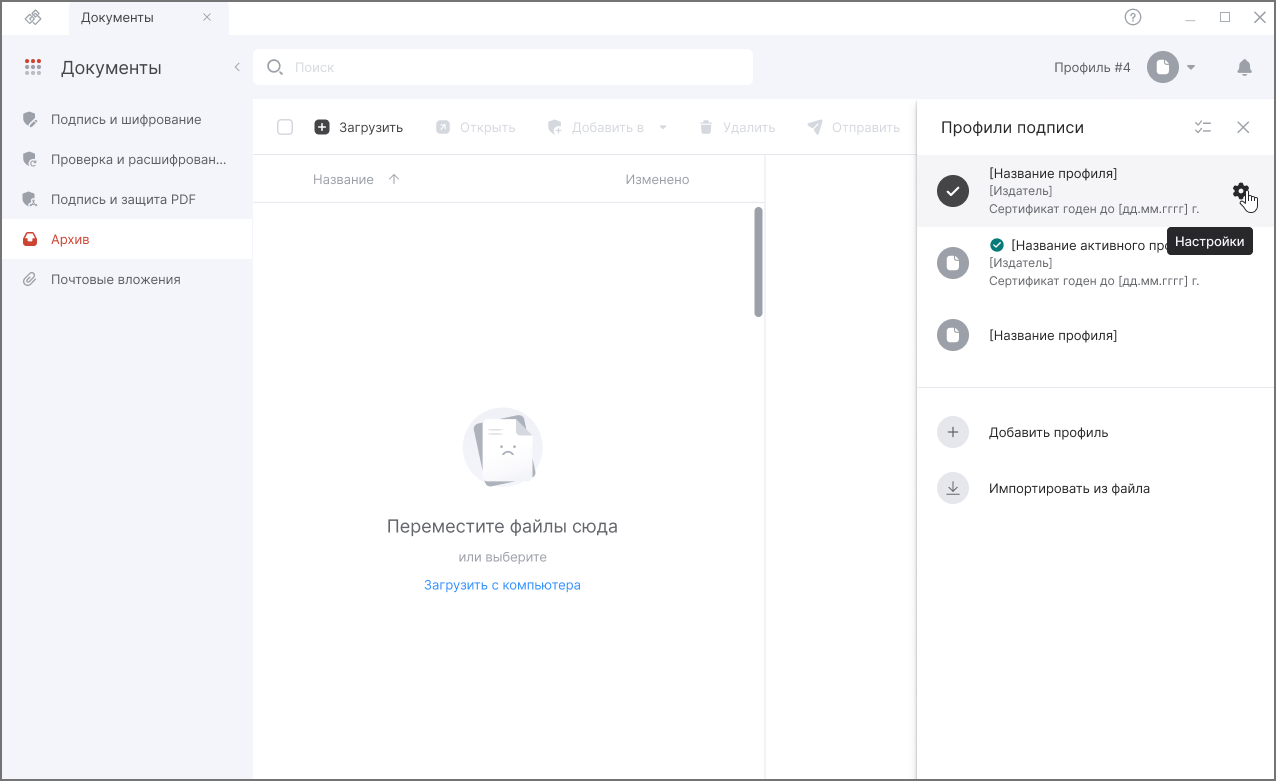 Документы
Документы
Поиск
Профиль #4
Подпись и шифрование
Проверка и расшифрован...
Подпись и защита PDF
Архив
Почтовые вложения
Загрузить
Открыть
Добавить в
Удалить
Отправить
Название
Изменено
Переместите файлы сюда
или выберите
Загрузить с компьютера
Профили подписи
[Название профиля]
[Издатель]
Сертификат годен до [дд.мм.гггг] г.
Настройки
[Название активного про
[Издатель]
Сертификат годен до [дд.мм.гггг] г.
[Название профиля]
Добавить профиль
Импортировать из файла